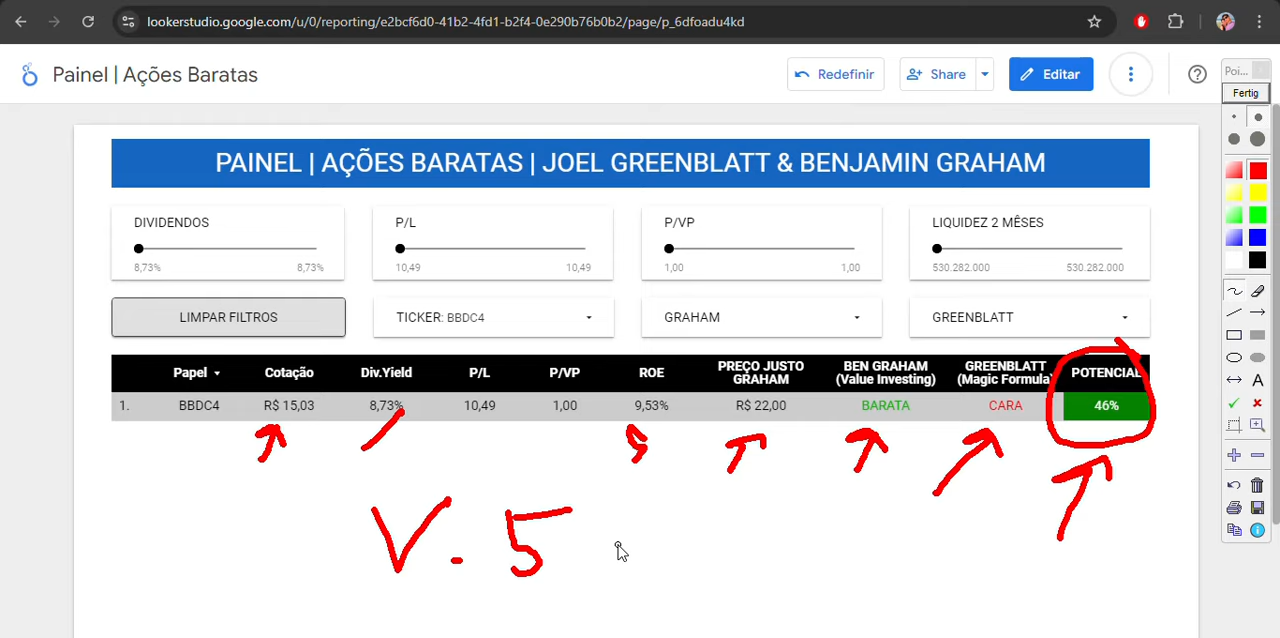 lookerstudio.google.com/u/0/reporting/e2bcf6d0-41b2-4fd1-b2f4-0e290b76b0b2/page/p_6dfoadu4kd
Painel | Ações Baratas
Redefinir
Share
Editar
Poi...
Fertig
PAINEL | AÇÕES BARATAS | JOEL GREENBLATT & BENJAMIN GRAHAM
DIVIDENDOS
8,73% 8,73%
P/L
10,49 10,49
P/VP
1,00 1,00
LIQUIDEZ 2 MÊSES
530.282.000 530.282.000
LIMPAR FILTROS
TICKER: BBDC4
GRAHAM
GREENBLATT
Papel Cotação Div.Yield P/L P/VP ROE PREÇO JUSTO GRAHAM BEN GRAHAM (Value Investing) GREENBLATT (Magic Formula) POTENCIAL
1. BBDC4 R$ 15,03 8,73% 10,49 1,00 9,53% R$ 22,00 BARATA CARA 46%
V. 5
A